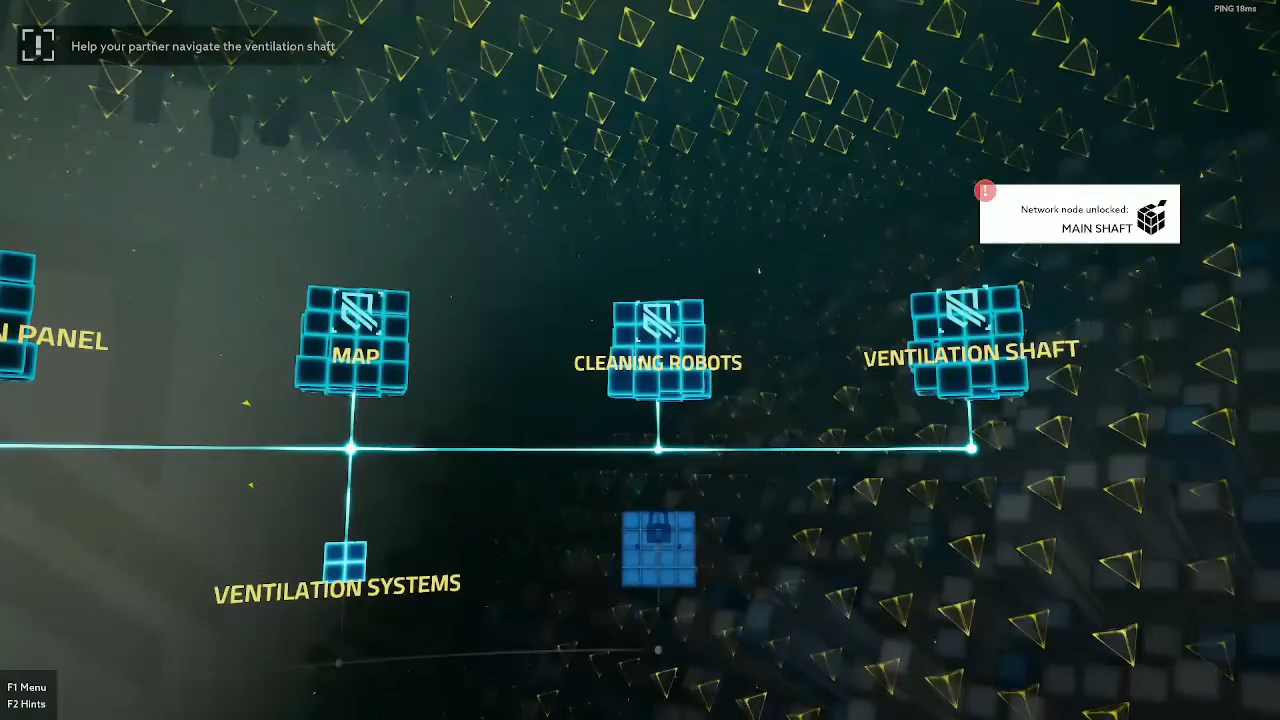 PING 18ms
Help your partner navigate the ventilation shaft
Network node unlocked:
MAIN SHAFT
N PANEL
MAP
CLEANING ROBOTS
VENTILATION SHAFT
VENTILATION SYSTEMS
F1 Menu
F2 Hints